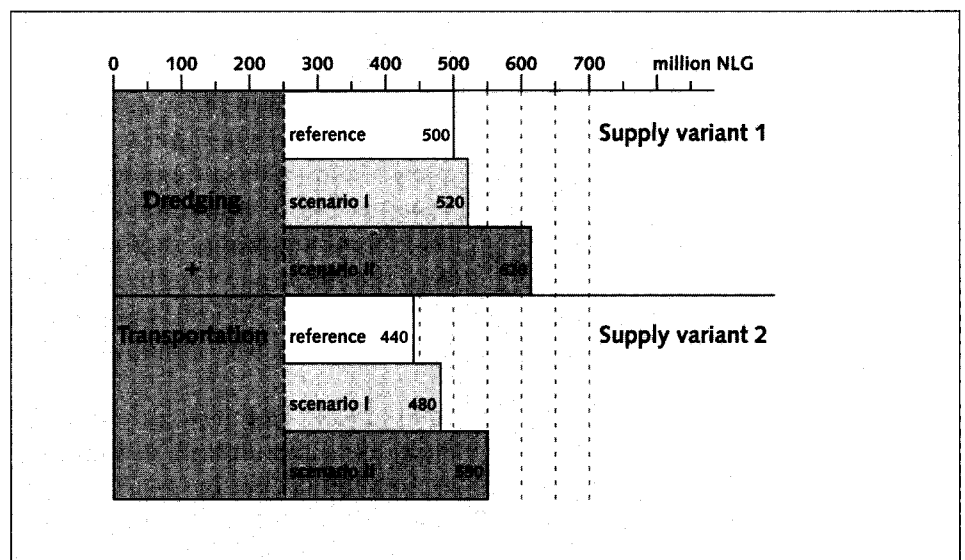 0 100 200 300 400 500 600 700 million NLG
reference 500 Supply variant 1
Dredging scenario I 520
+ scenario II
Transportation reference 440 Supply variant 2
scenario I 480
scenario II 550